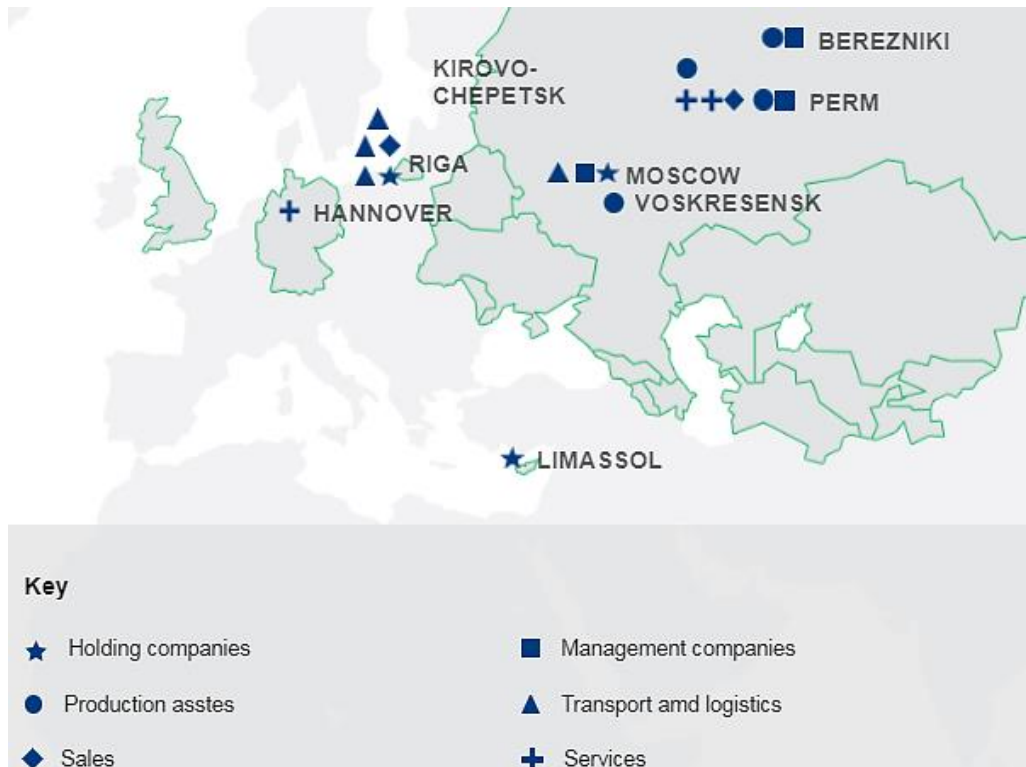 BEREZNIKI
KIROVO-
CHEPETSK
PERM
RIGA
MOSCOW
VOSKRESENSK
HANNOVER
LIMASSOL
Key
Holding companies
Management companies
Production asstes
Transport amd logistics
Sales
Services